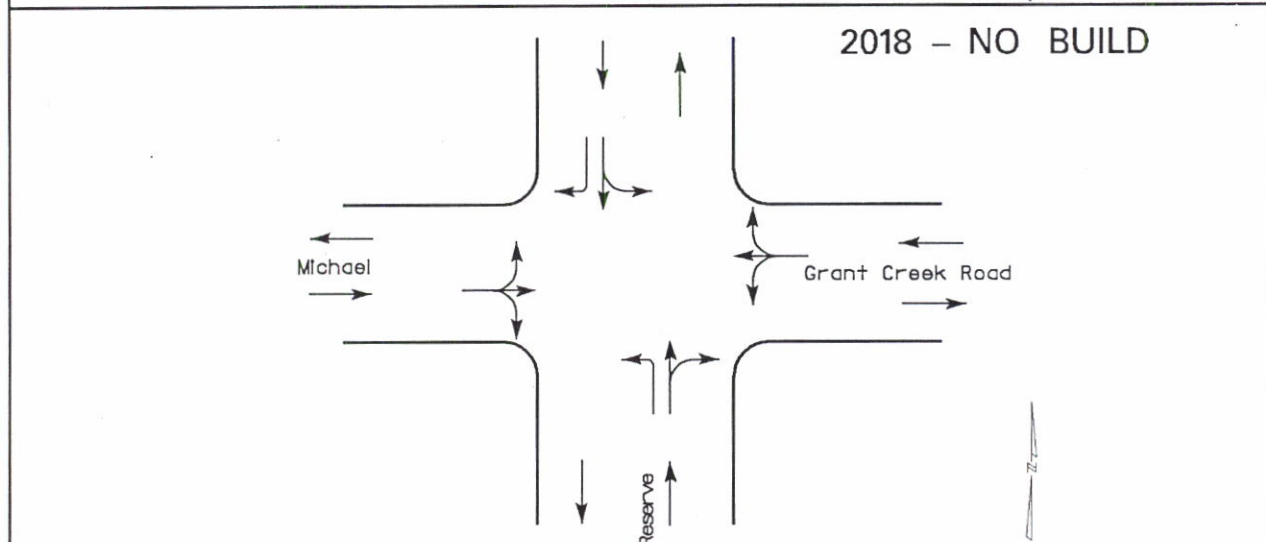 2018 – NO BUILD
Michael
Grant Creek Road
Reserve
N